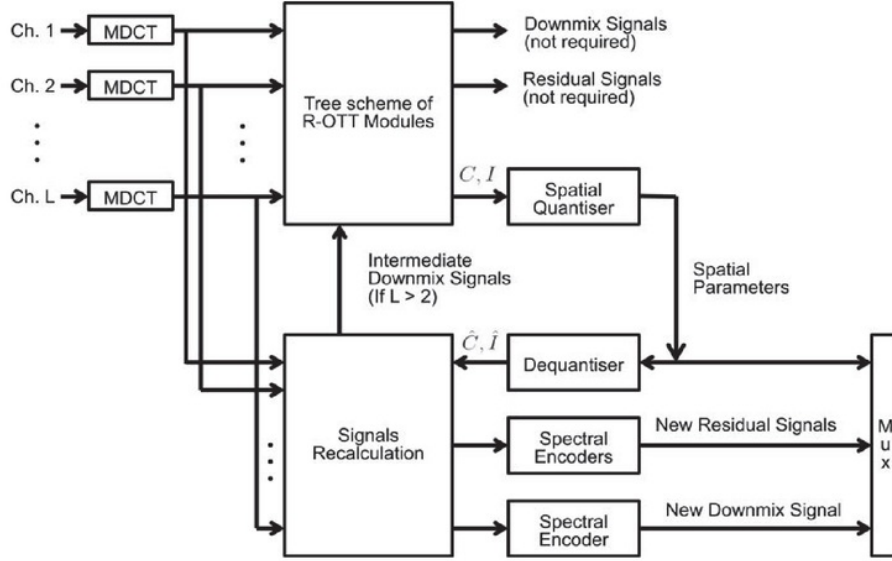 Ch. 1
MDCT
Ch. 2
MDCT
Ch. L
MDCT
Tree scheme of
R-OTT Modules
Downmix Signals
(not required)
Residual Signals
(not required)
C, I
Spatial
Quantiser
Intermediate
Downmix Signals
(If L > 2)
Spatial
Parameters
Ĉ, Î
Dequantiser
Signals
Recalculation
Spectral
Encoders
New Residual Signals
Spectral
Encoder
New Downmix Signal
M
u
x